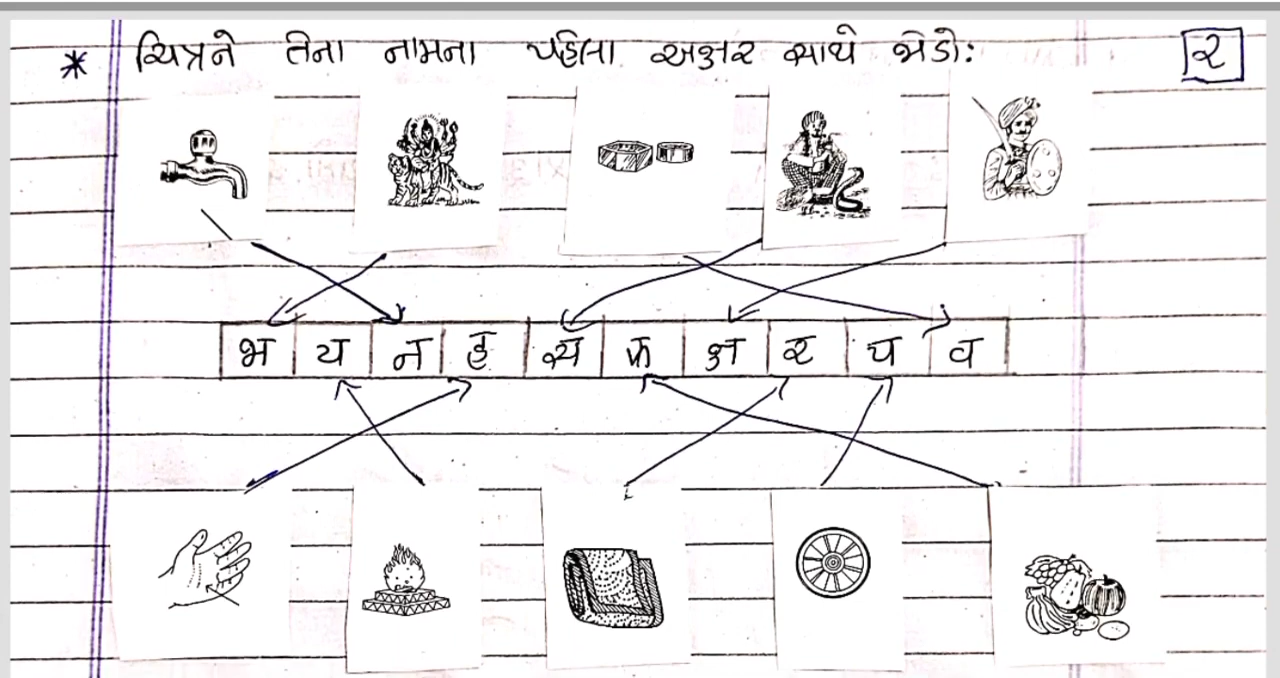 * ચિત્રને તેના નામના પહેલા અક્ષર સાથે જોડો: ૨
ભ ય ન હ સ ફ ક્ષ ર ચ વ